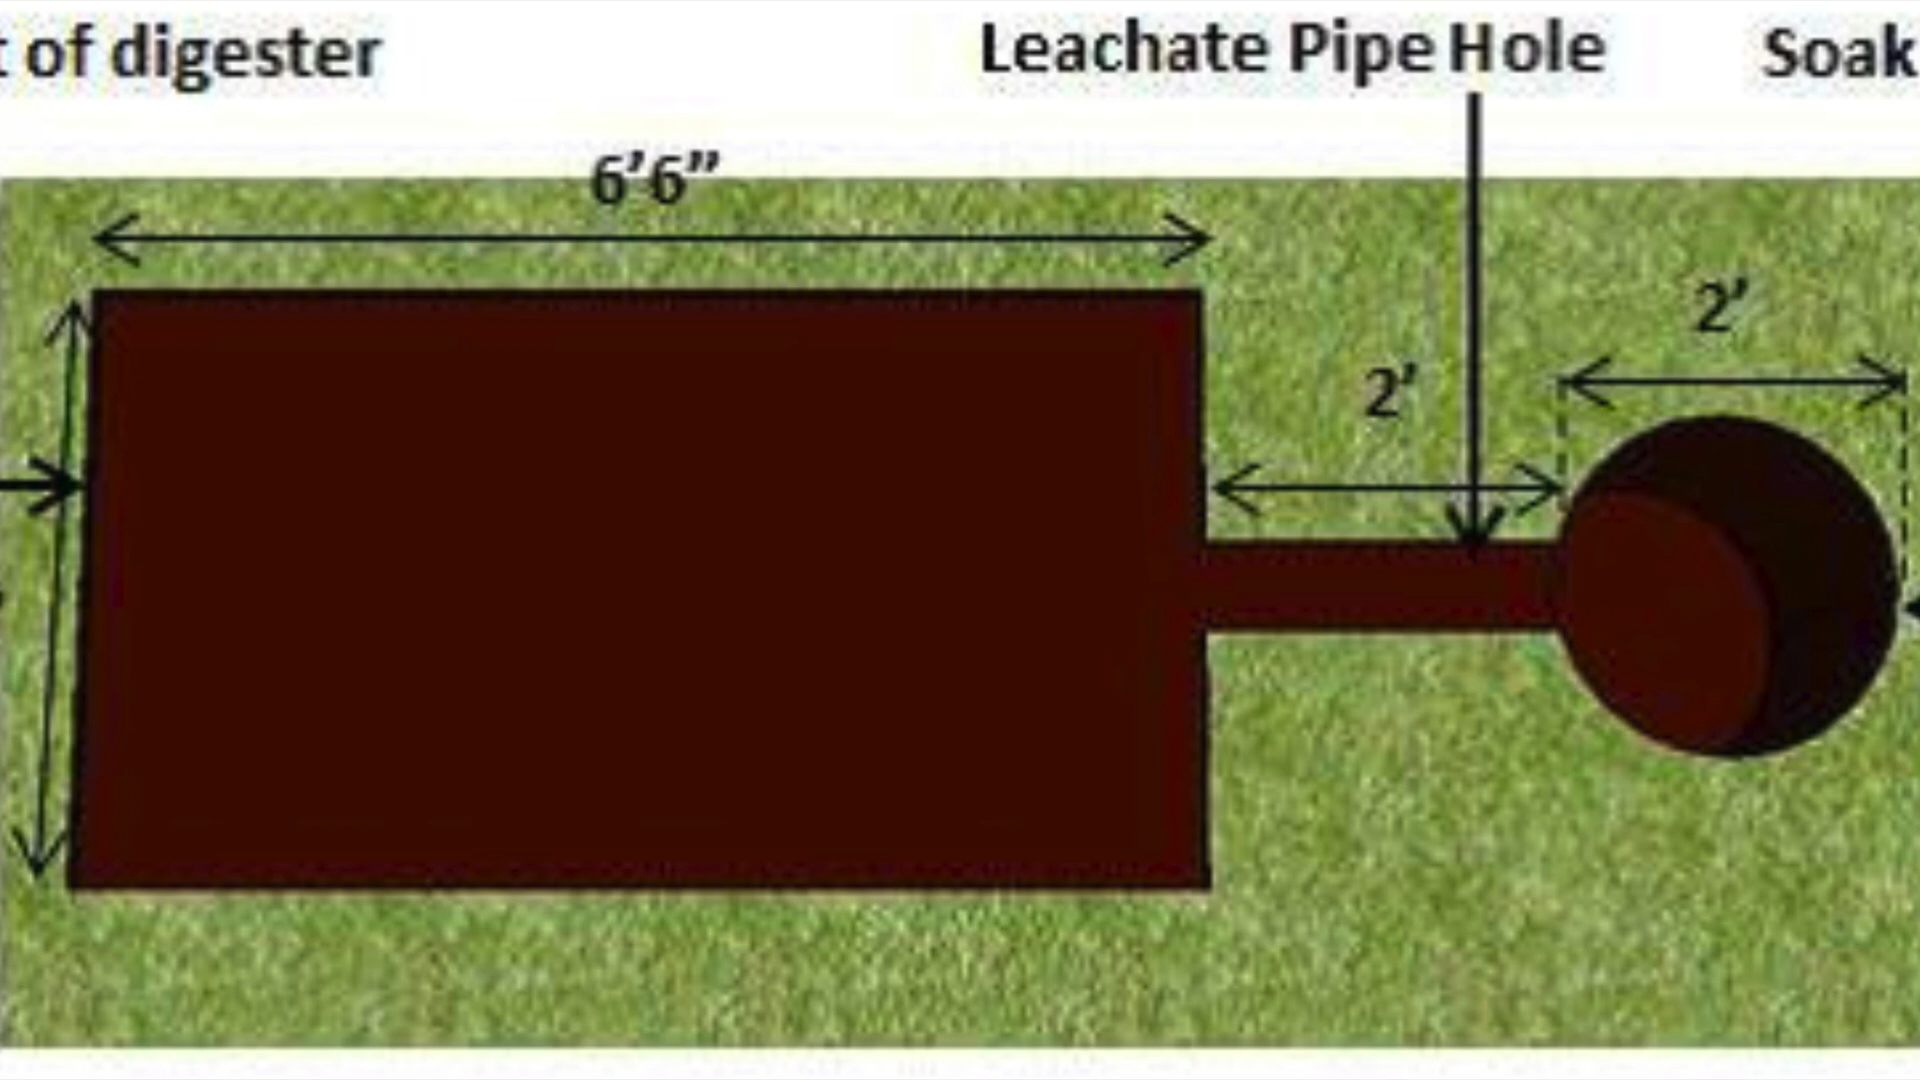 of digester
Leachate Pipe Hole
Soak
6'6"
2'
2'